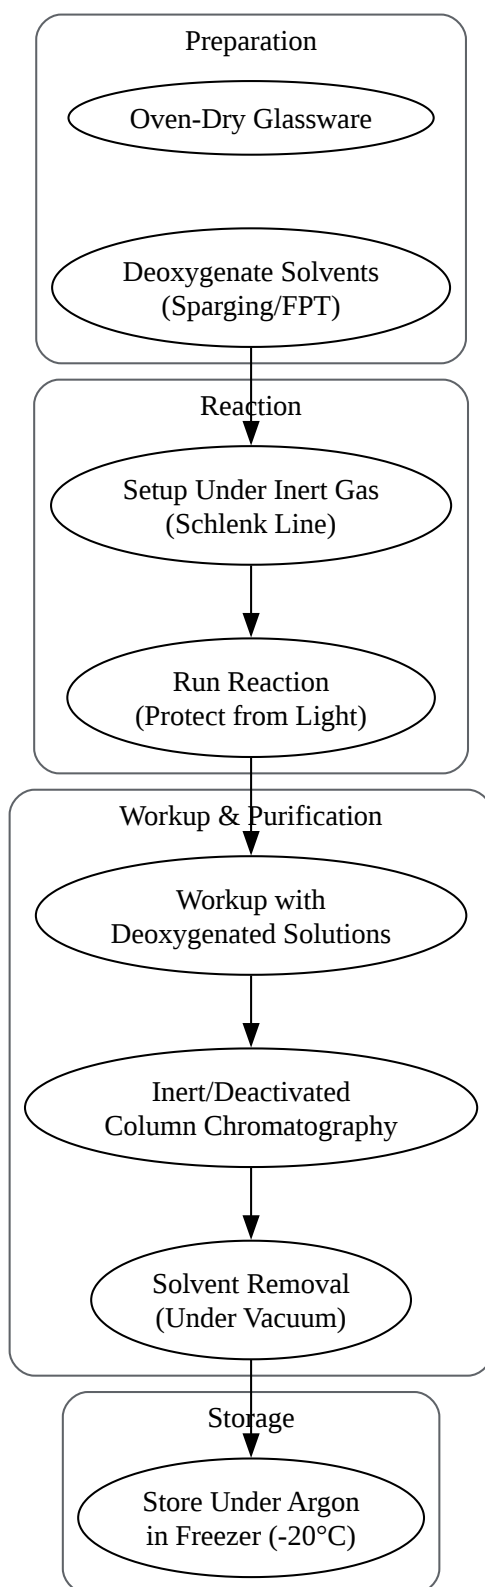 Preparation
Oven-Dry Glassware
Deoxygenate Solvents
(Sparging/FPT)
Reaction
Setup Under Inert Gas
(Schlenk Line)
Run Reaction
(Protect from Light)
Workup & Purification
Workup with
Deoxygenated Solutions
Inert/Deactivated
Column Chromatography
Solvent Removal
(Under Vacuum)
Storage
Store Under Argon
in Freezer (-20°C)